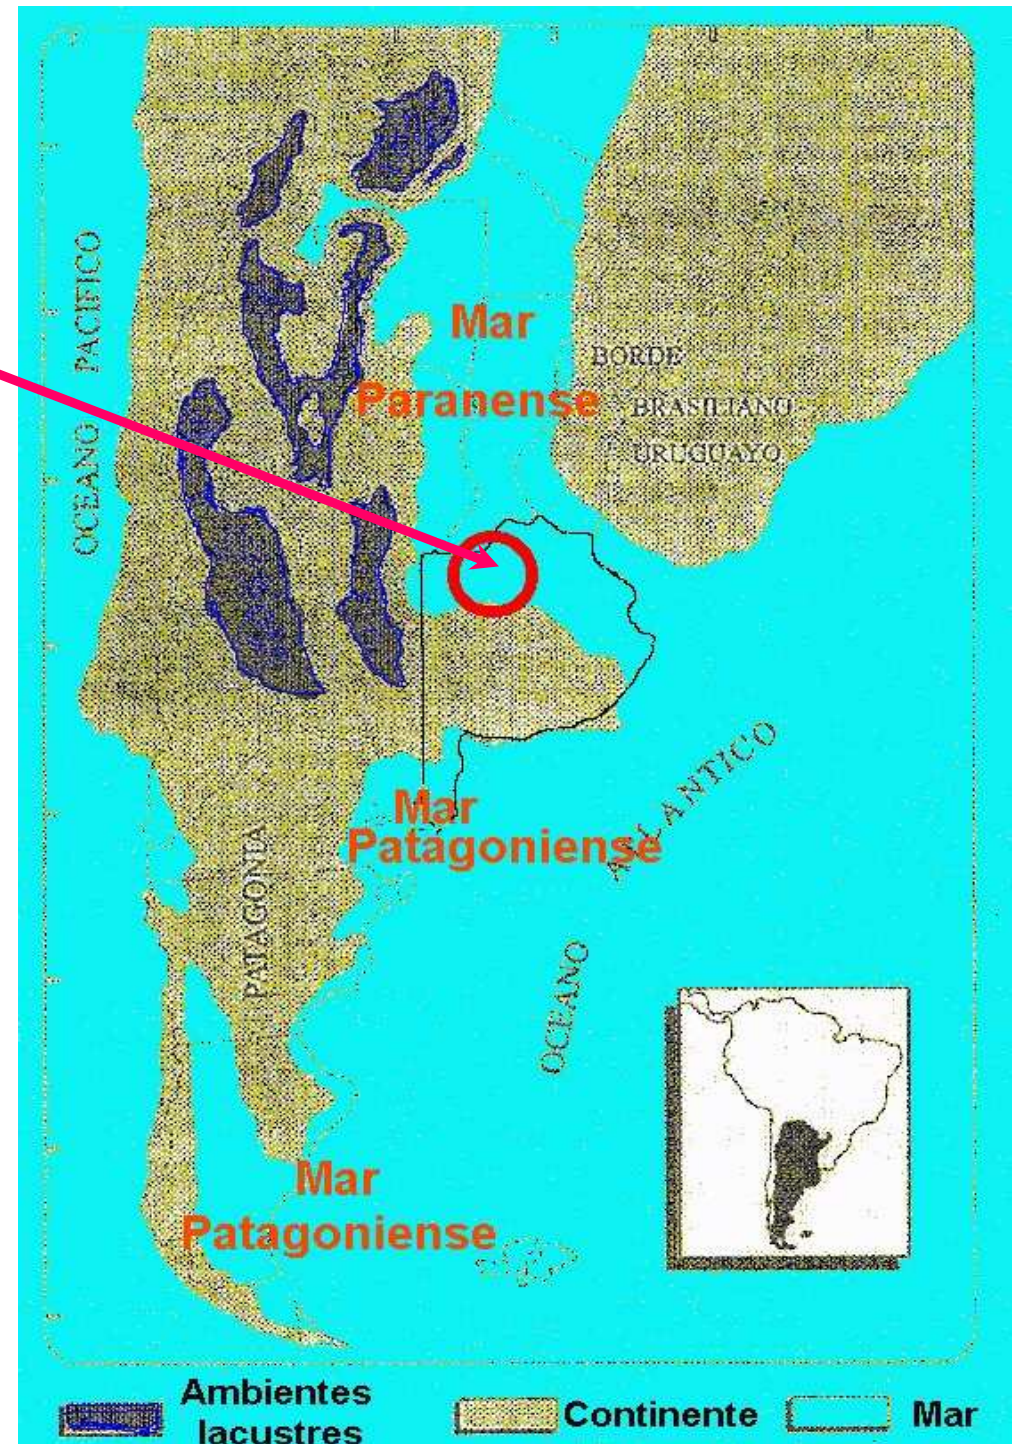 OCEANO PACIFICO
Mar
Paranense
BORDE
BRASILIANO
URUGUAYO
Mar
Patagoniense
PATAGONIA
OCEANO ATLANTICO
Mar
Patagoniense
Ambientes
lacustres
Continente
Mar